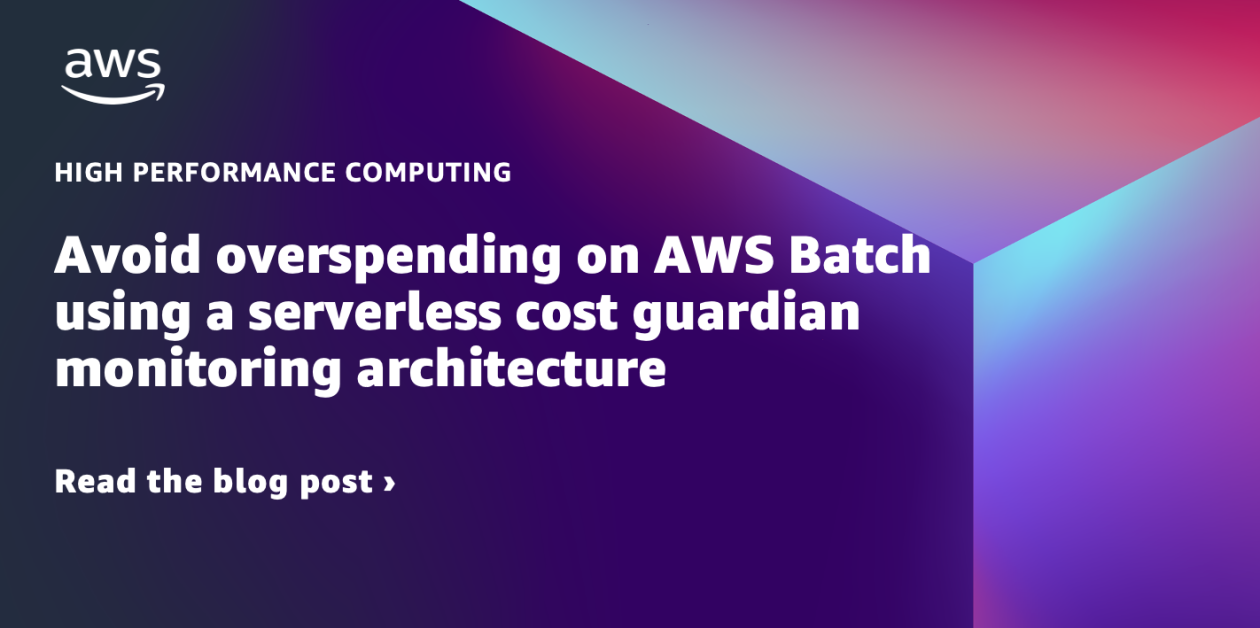 aws
HIGH PERFORMANCE COMPUTING
Avoid overspending on AWS Batch
using a serverless cost guardian
monitoring architecture
Read the blog post ›